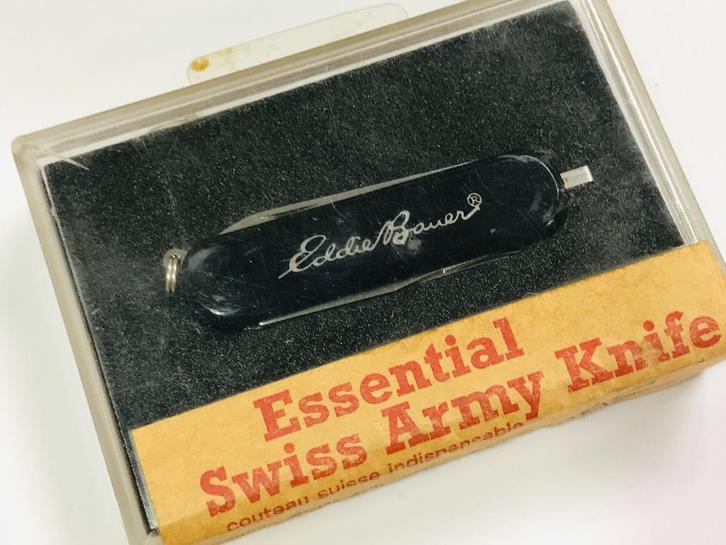 Eddie Bauer®
Essential
Swiss Army Knife
couteau suisse indispensable